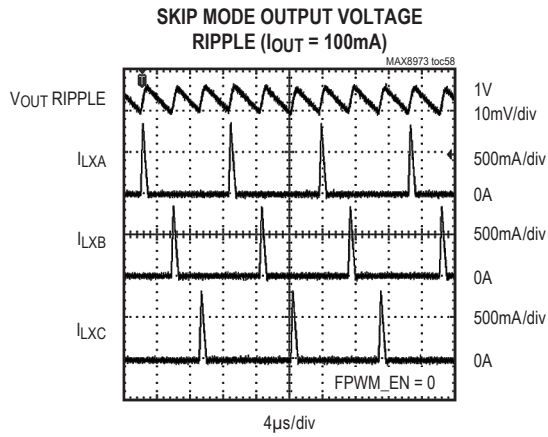 SKIP MODE OUTPUT VOLTAGE
RIPPLE (IOUT = 100mA)
MAX8973 toc58
VOUT RIPPLE
1V
10mV/div
ILXA
500mA/div
0A
ILXB
500mA/div
0A
ILXC
500mA/div
0A
FPWM_EN = 0
4µs/div